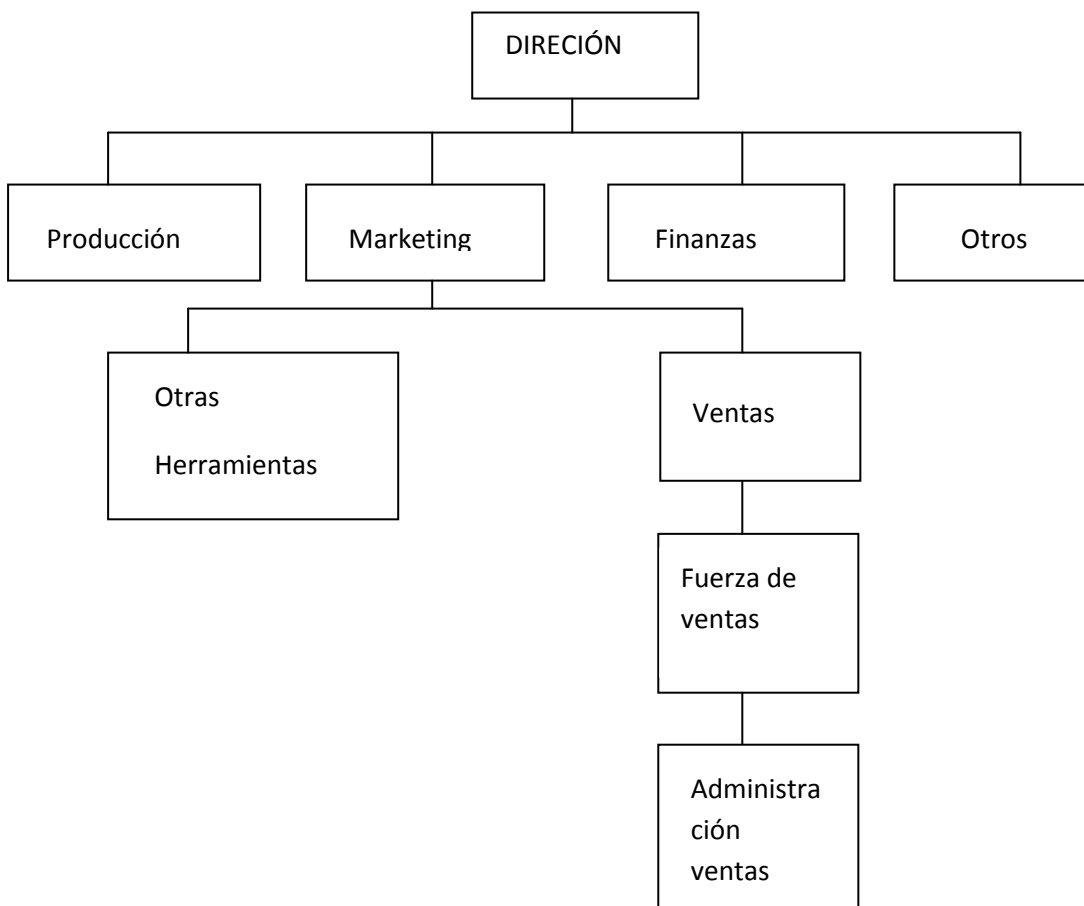 DIRECIÓN
Producción
Marketing
Finanzas
Otros
Otras
Herramientas
Ventas
Fuerza de
ventas
Administra
ción
ventas